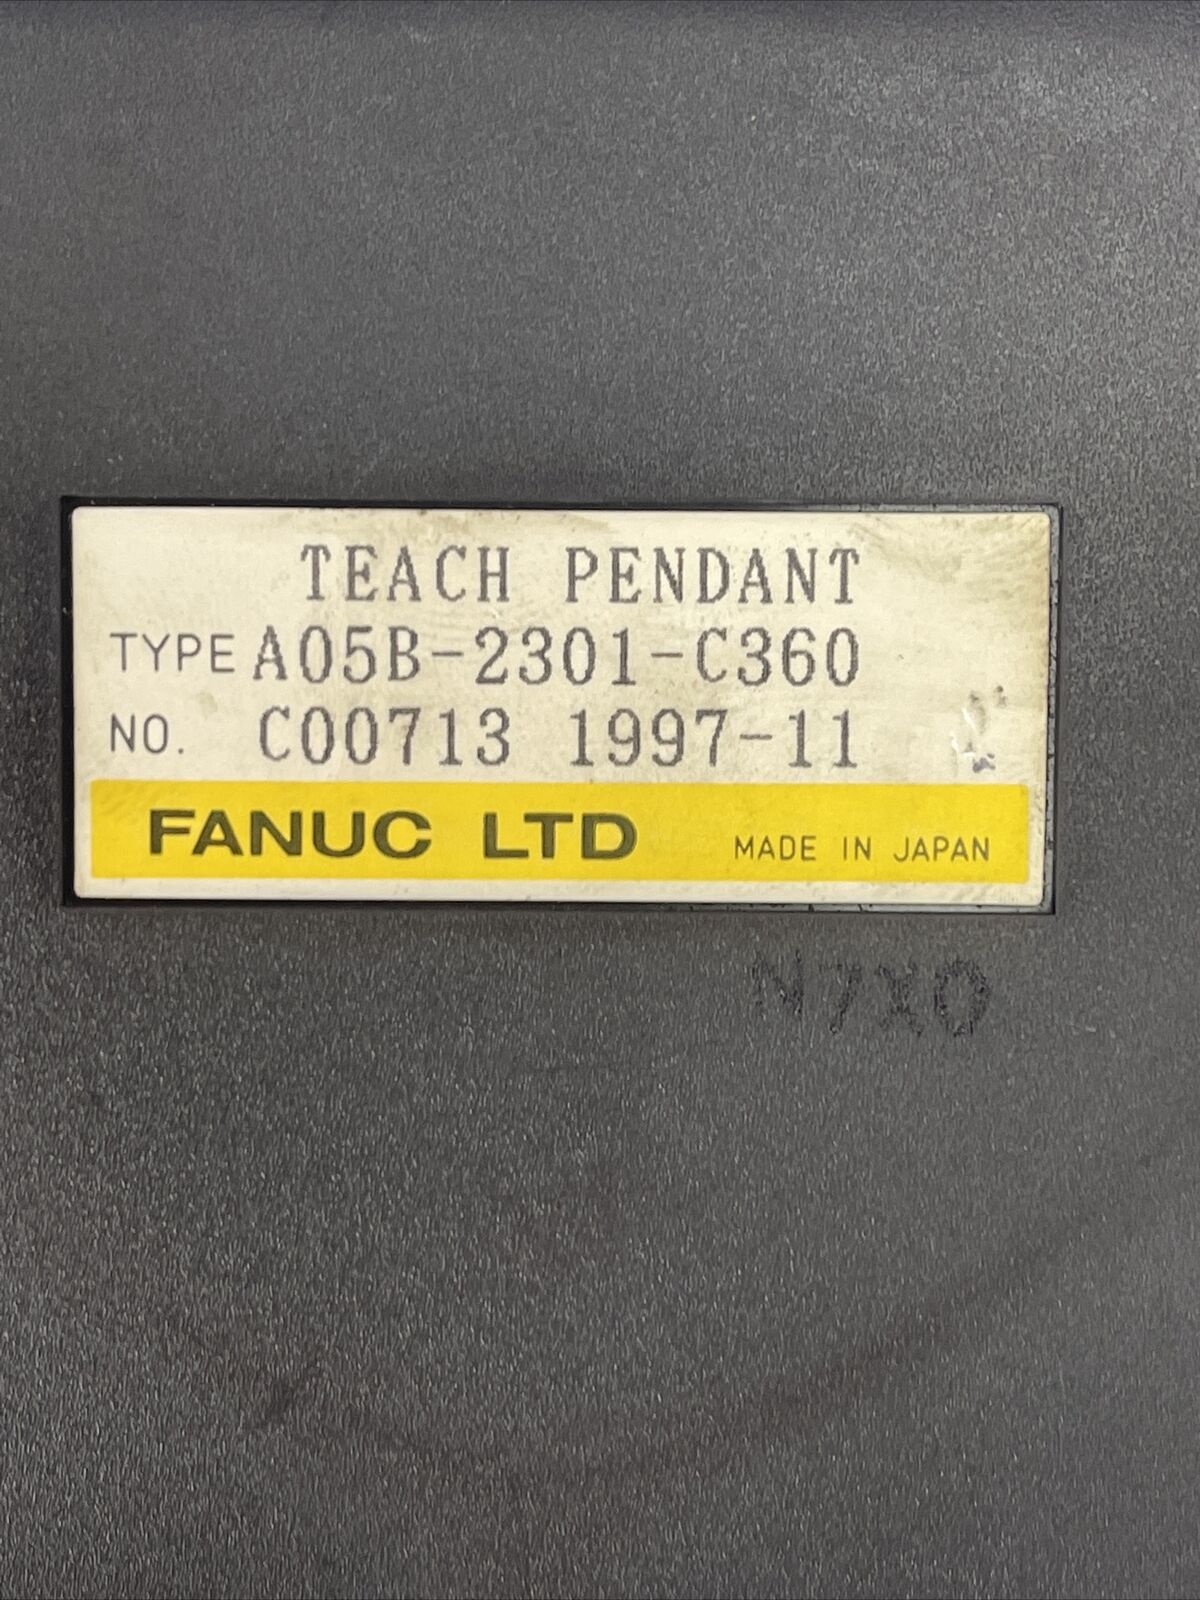 TEACH PENDANT
TYPE A05B-2301-C360
NO. C00713 1997-11
FANUC LTD MADE IN JAPAN
N7X0